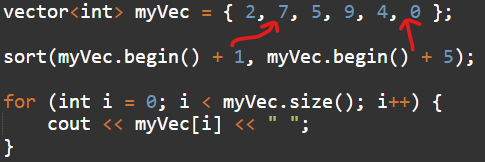 vector<int> myVec = { 2, 7, 5, 9, 4, 0 };
sort(myVec.begin() + 1, myVec.begin() + 5);
for (int i = 0; i < myVec.size(); i++) {
    cout << myVec[i] << " ";
}